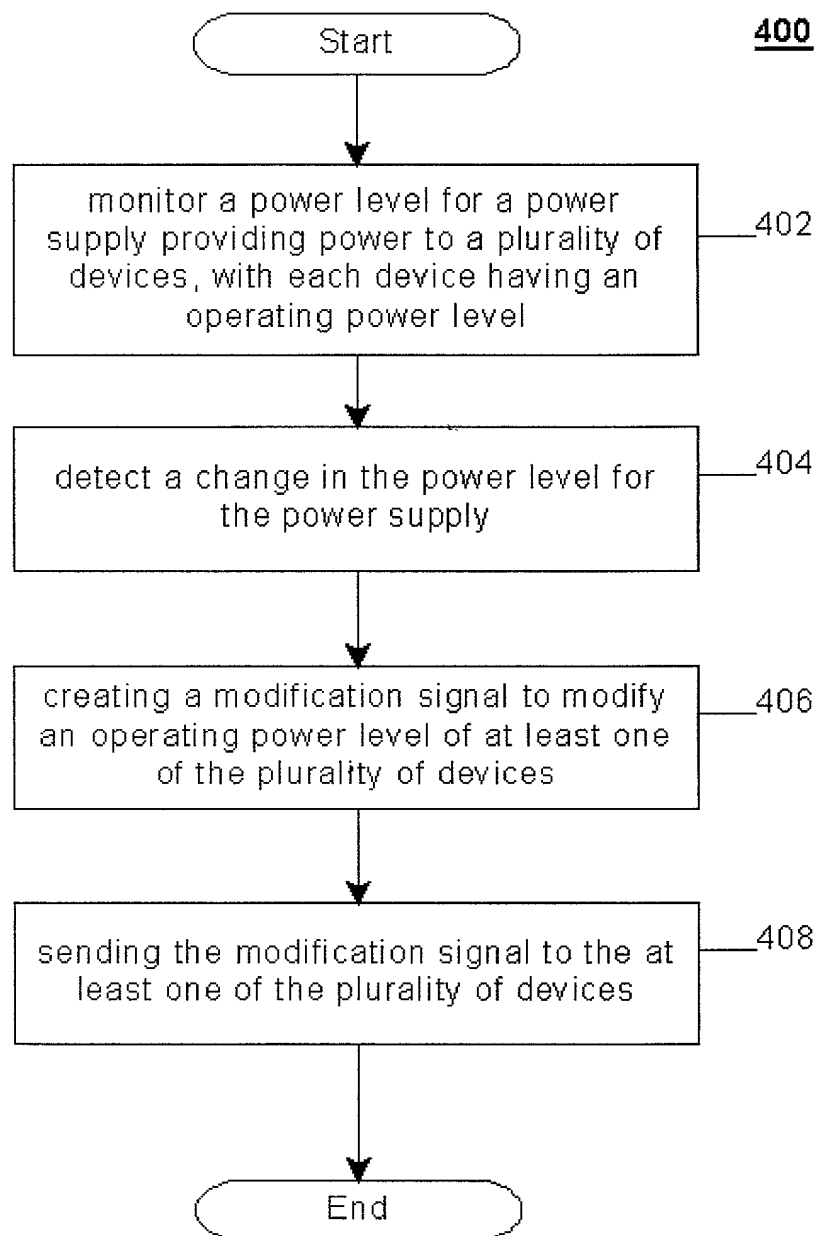 Start
400
monitor a power level for a power
supply providing power to a plurality of
devices, with each device having an
operating power level
402
detect a change in the power level for
the power supply
404
creating a modification signal to modify
an operating power level of at least one
of the plurality of devices
406
sending the modification signal to the at
least one of the plurality of devices
408
End